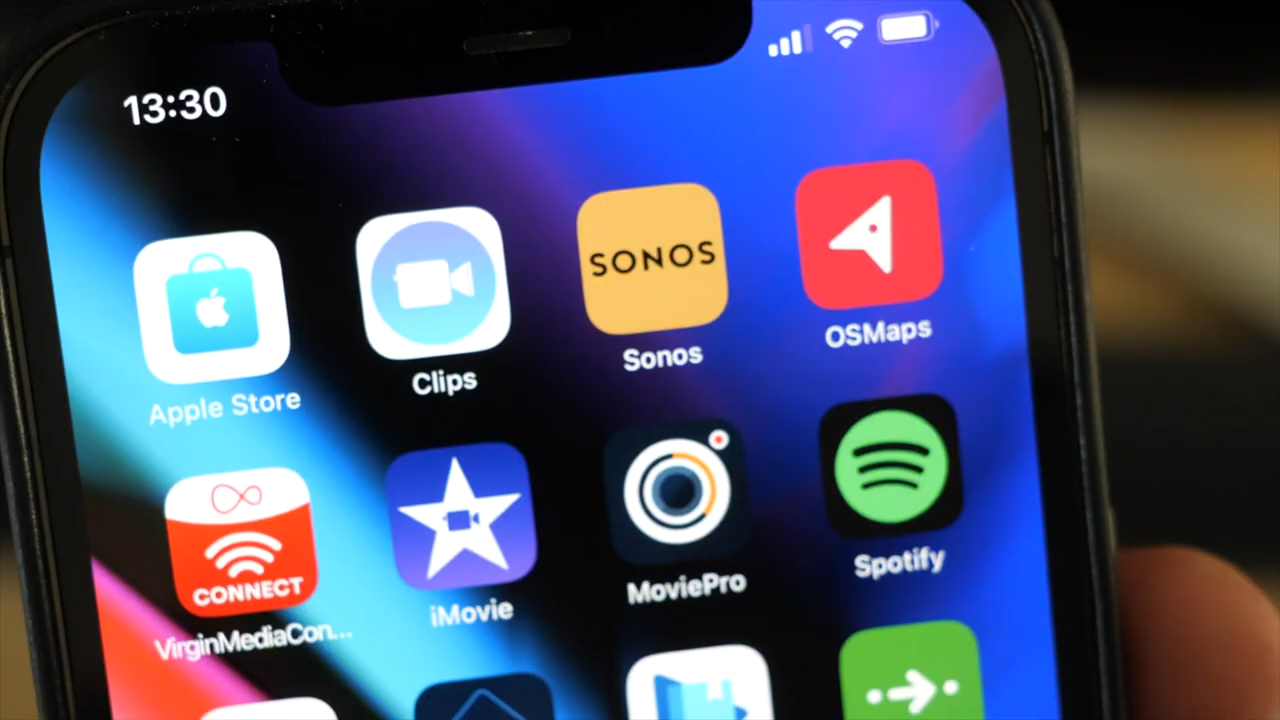 13:30
SONOS
Apple Store
Clips
Sonos
OSMaps
CONNECT
VirginMediaCon...
iMovie
MoviePro
Spotify